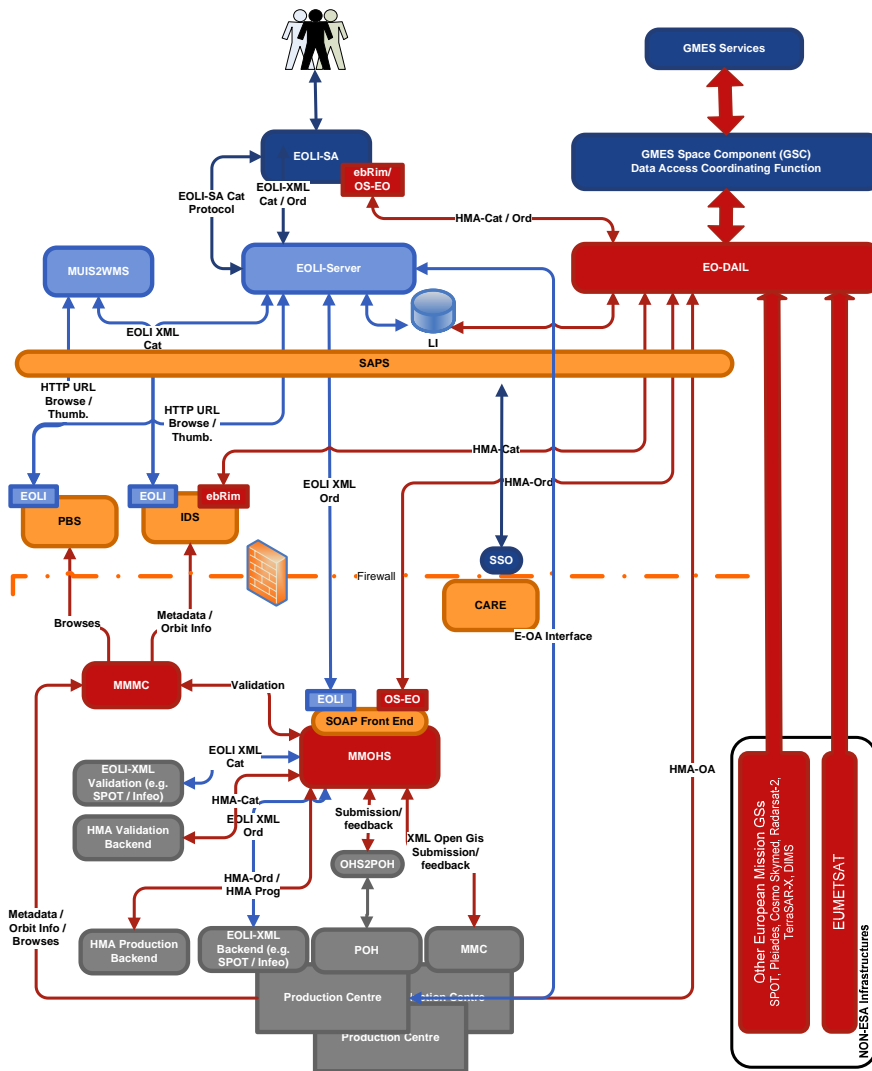 GMES Services
EOLI-SA
GMES Space Component (GSC)
Data Access Coordinating Function
ebRim/
OS-EO
EOLI-SA Cat
Protocol
EOLI-XML
Cat / Ord
HMA-Cat / Ord
MUIS2WMS
EOLI-Server
EO-DAIL
LI
EOLI XML
Cat
SAPS
HTTP URL
Browse /
Thumb.
HTTP URL
Browse /
Thumb.
HMA-Cat
HMA-Ord
EOLI XML
Ord
EOLI
PBS
EOLI
ebRim
IDS
SSO
Firewall
CARE
E-OA Interface
Browses
Metadata /
Orbit Info
MMMC
Validation
EOLI
OS-EO
SOAP Front End
MMOHS
EOLI XML
Cat
EOLI-XML
Validation (e.g.
SPOT / Infeo)
HMA-Cat
EOLI XML
Ord
HMA Validation
Backend
Submission/
feedback
XML Open Gis
Submission/
feedback
HMA-OA
OHS2POH
HMA-Ord /
HMA Prog
Metadata /
Orbit Info /
Browses
HMA Production
Backend
EOLI-XML
Backend (e.g.
SPOT / Infeo)
POH
MMC
Production Centre
ction Centre
Production Centre
Other European Mission GSs
SPOT, Pleiades, Cosmo Skymed, Radarsat-2,
TerraSAR-X, DIMS
EUMETSAT
NON-ESA Infrastructures